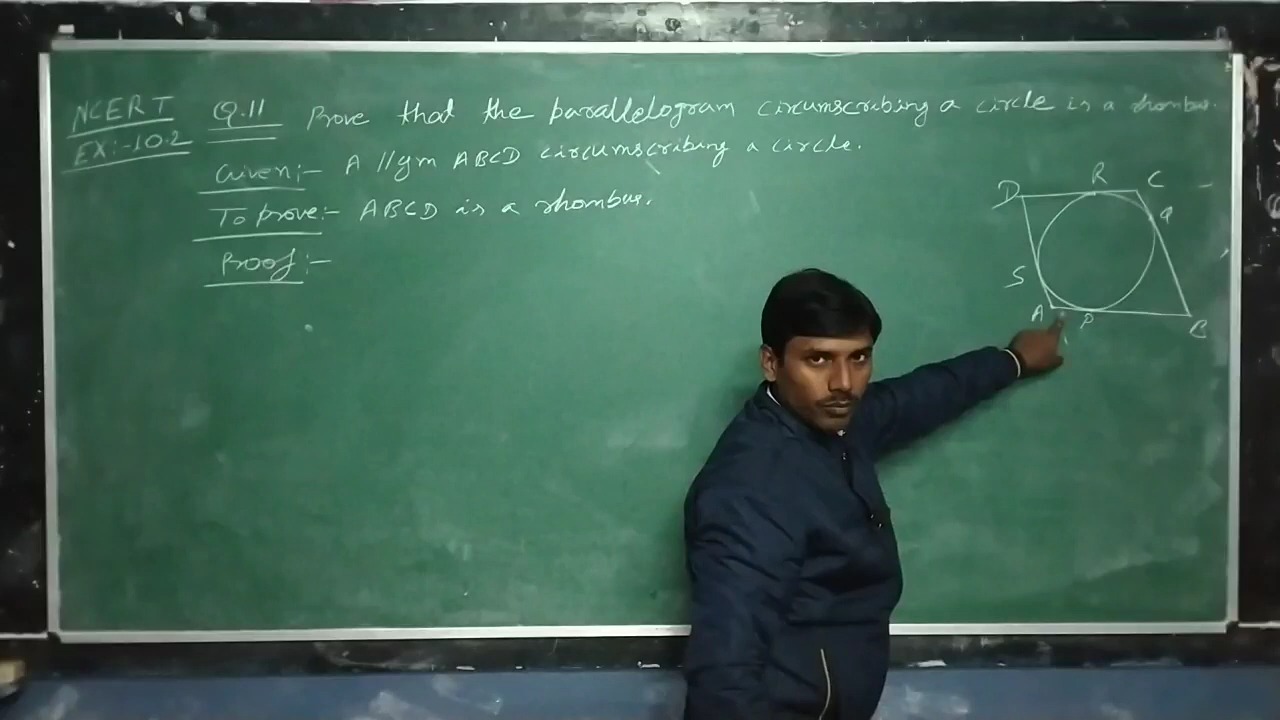 NCERT
EX:-10.2
Q.11 Prove that the parallelogram circumscribing a circle is a rhombus.
Given:- A //gm ABCD circumscribing a circle.
To prove:- ABCD is a rhombus.
Proof:-
D R C
Q
S
A P B